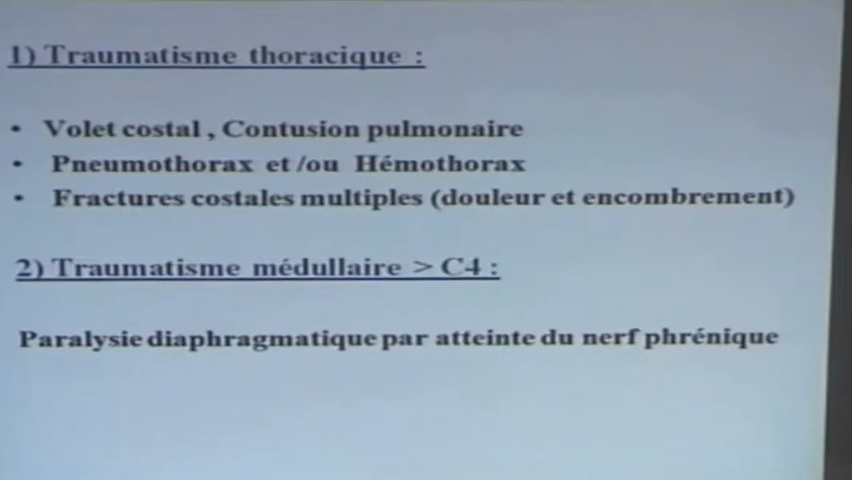 1) Traumatisme thoracique :
• Volet costal , Contusion pulmonaire
• Pneumothorax et /ou Hémothorax
• Fractures costales multiples (douleur et encombrement)
2) Traumatisme médullaire > C4 :
Paralysie diaphragmatique par atteinte du nerf phrénique